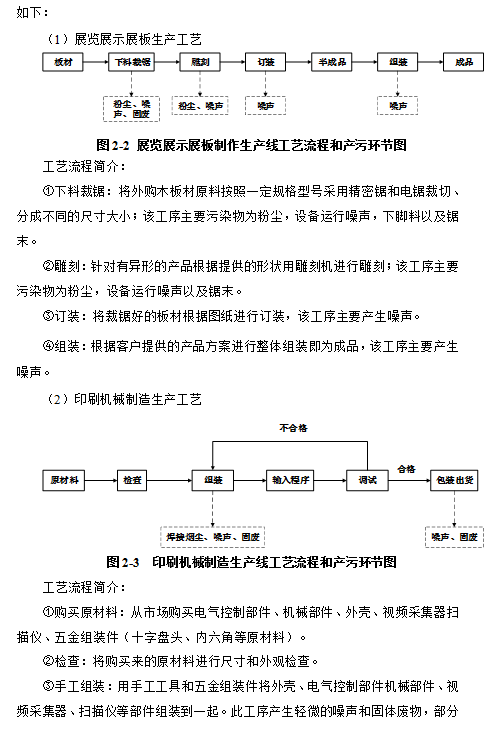 如下：
（1）展览展示展板生产工艺
板材 下料裁锯 雕刻 订装 半成品 组装 成品
粉尘、噪声、固废 粉尘、噪声 噪声 噪声
图 2-2 展览展示展板制作生产线工艺流程和产污环节图
工艺流程简介：
①下料裁锯：将外购木板材原料按照一定规格型号采用精密锯和电锯裁切、
分成不同的尺寸大小；该工序主要污染物为粉尘，设备运行噪声，下脚料以及锯
末。
②雕刻：针对有异形的产品根据提供的形状用雕刻机进行雕刻；该工序主要
污染物为粉尘，设备运行噪声以及锯末。
③订装：将裁锯好的板材根据图纸进行订装，该工序主要产生噪声。
④组装：根据客户提供的产品方案进行整体组装即为成品，该工序主要产生
噪声。
（2）印刷机械制造生产工艺
不合格
原材料 检查 组装 输入程序 调试 合格 包装出货
焊接烟尘、噪声、固废 噪声、固废
图 2-3 印刷机械制造生产线工艺流程和产污环节图
工艺流程简介：
①购买原材料：从市场购买电气控制部件、机械部件、外壳、视频采集器扫
描仪、五金组装件（十字盘头、内六角等原材料）。
②检查：将购买来的原材料进行尺寸和外观检查。
③手工组装：用手工工具和五金组装件将外壳、电气控制部件机械部件、视
频采集器、扫描仪等部件组装到一起。此工序产生轻微的噪声和固体废物，部分